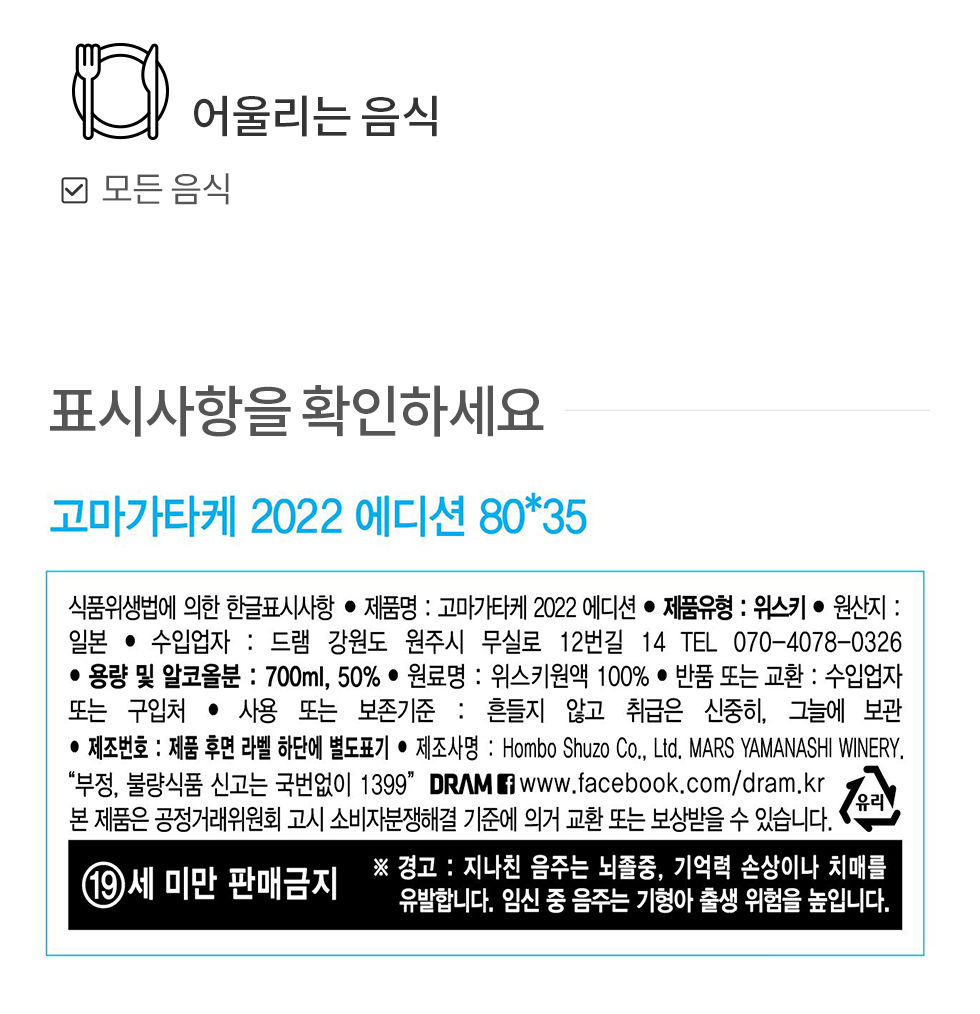 어울리는 음식
모든 음식
표시사항을 확인하세요
고마가타케 2022 에디션 80*35
식품위생법에 의한 한글표시사항 ● 제품명 : 고마가타케 2022 에디션 ● 제품유형 : 위스키 ● 원산지 :
일본 ● 수입업자 : 드램 강원도 원주시 무실로 12번길 14 TEL 070-4078-0326
● 용량 및 알코올분 : 700ml, 50% ● 원료명 : 위스키원액 100% ● 반품 또는 교환 : 수입업자
또는 구입처 ● 사용 또는 보존기준 : 흔들지 않고 취급은 신중히, 그늘에 보관
● 제조번호 : 제품 후면 라벨 하단에 별도표기 ● 제조사명 : Hombo Shuzo Co., Ltd. MARS YAMANASHI WINERY.
“부정, 불량식품 신고는 국번없이 1399” DRAM f www.facebook.com/dram.kr
유리
본 제품은 공정거래위원회 고시 소비자분쟁해결 기준에 의거 교환 또는 보상받을 수 있습니다.
⑲세 미만 판매금지
※ 경고 : 지나친 음주는 뇌졸중, 기억력 손상이나 치매를
유발합니다. 임신 중 음주는 기형아 출생 위험을 높입니다.